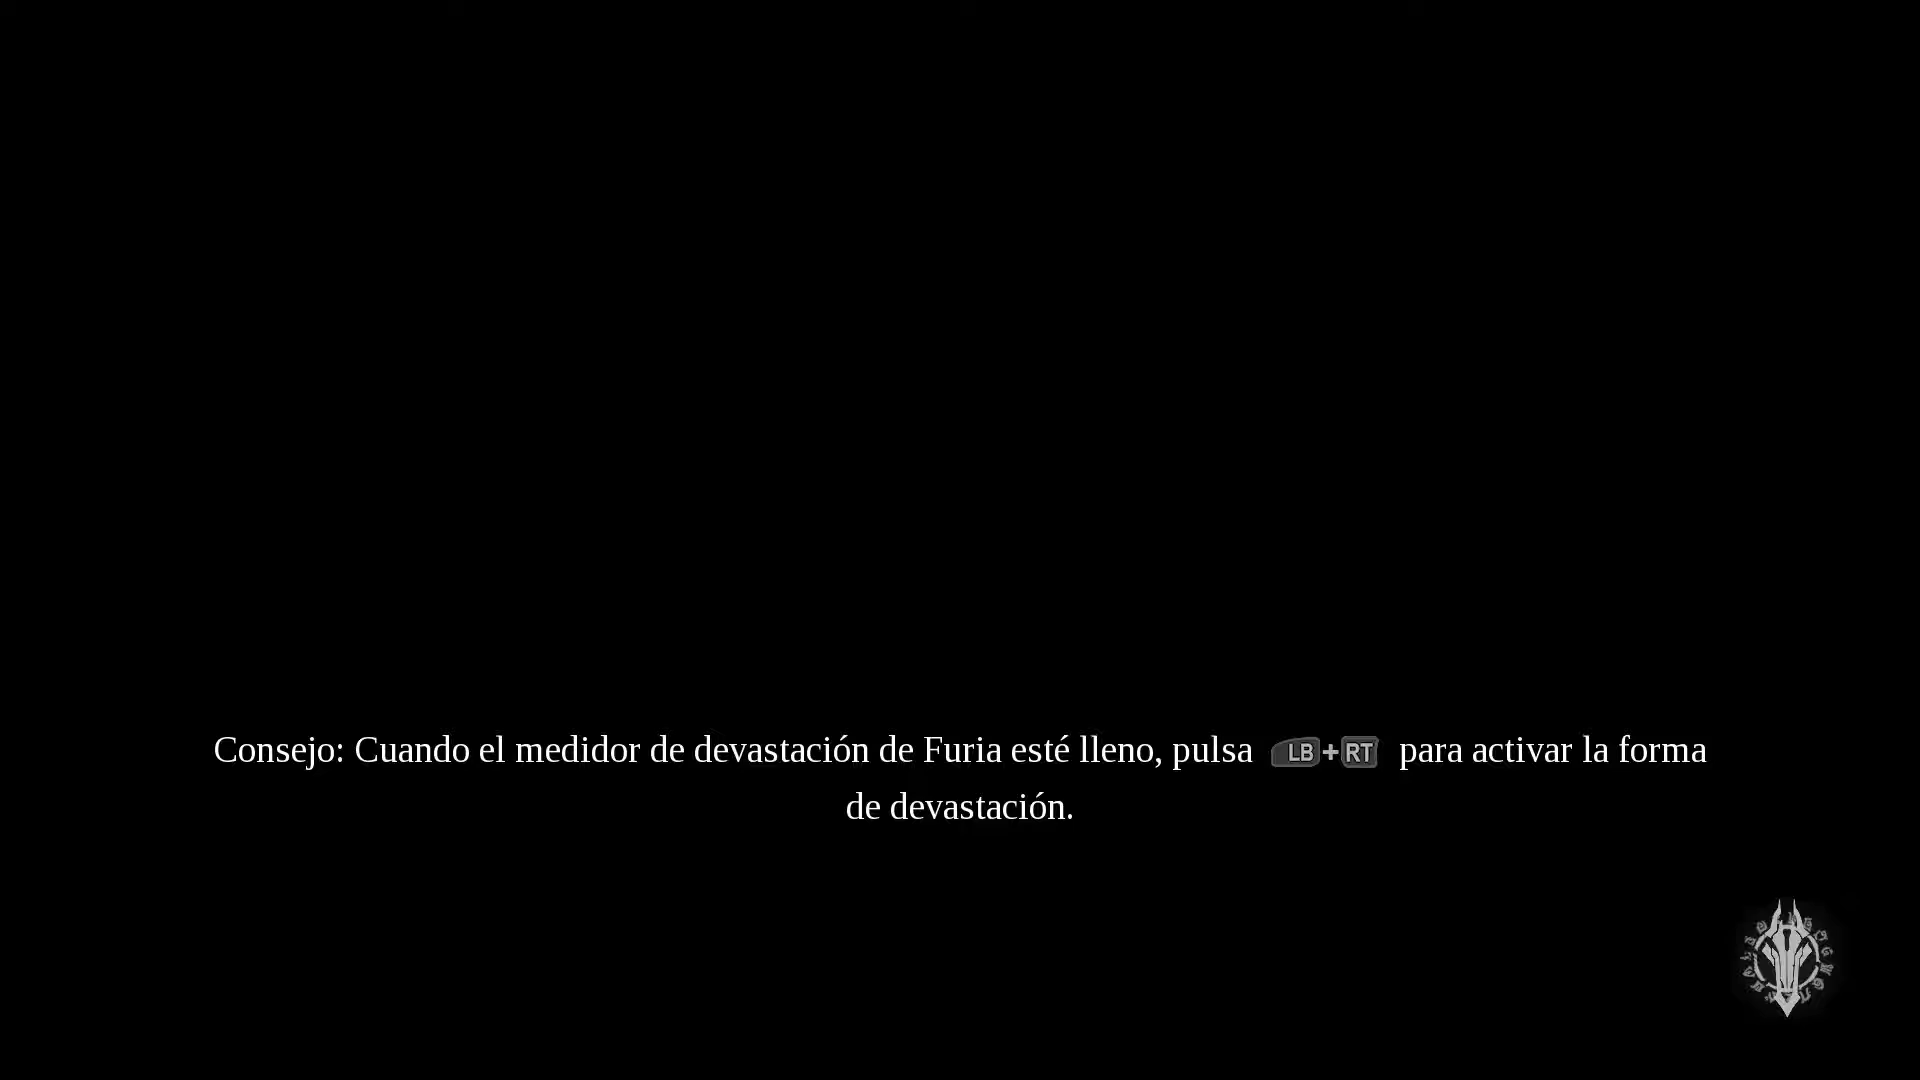 Consejo: Cuando el medidor de devastación de Furia esté lleno, pulsa LB+RT para activar la forma
de devastación.